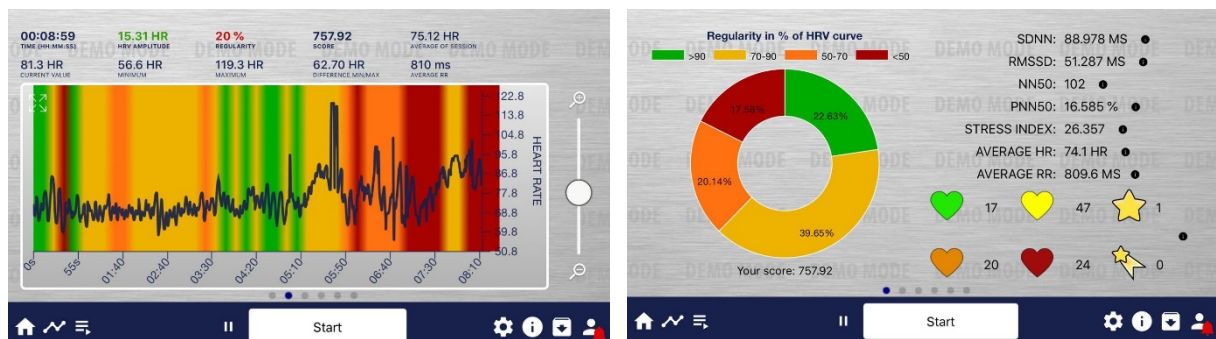 00:08:59
TIME (HH:MM:SS)
15.31 HR
HRV AMPLITUDE
20 %
REGULARITY
757.92
SCORE
75.12 HR
AVERAGE OF SESSION
81.3 HR
CURRENT VALUE
56.6 HR
MINIMUM
119.3 HR
MAXIMUM
62.70 HR
DIFFERENCE MIN/MAX
810 ms
AVERAGE RB
122.8
113.8
104.8
95.8
86.8
77.8
68.8
59.8
50.8
HEART RATE
0s
55s
01:40
02:40
03:30
04:20
05:10
05:50
06:40
07:30
08:10
Start
Regularity in % of HRV curve
>90 70-90 50-70 <50
17.58%
22.63%
20.14%
39.65%
Your score: 757.92
SDNN: 88.978 MS
RMSSD: 51.287 MS
NN50: 102
PNN50: 16.585 %
STRESS INDEX: 26.357
AVERAGE HR: 74.1 HR
AVERAGE RR: 809.6 MS
17 47 1
20 24 0
Start
DEMO MODE